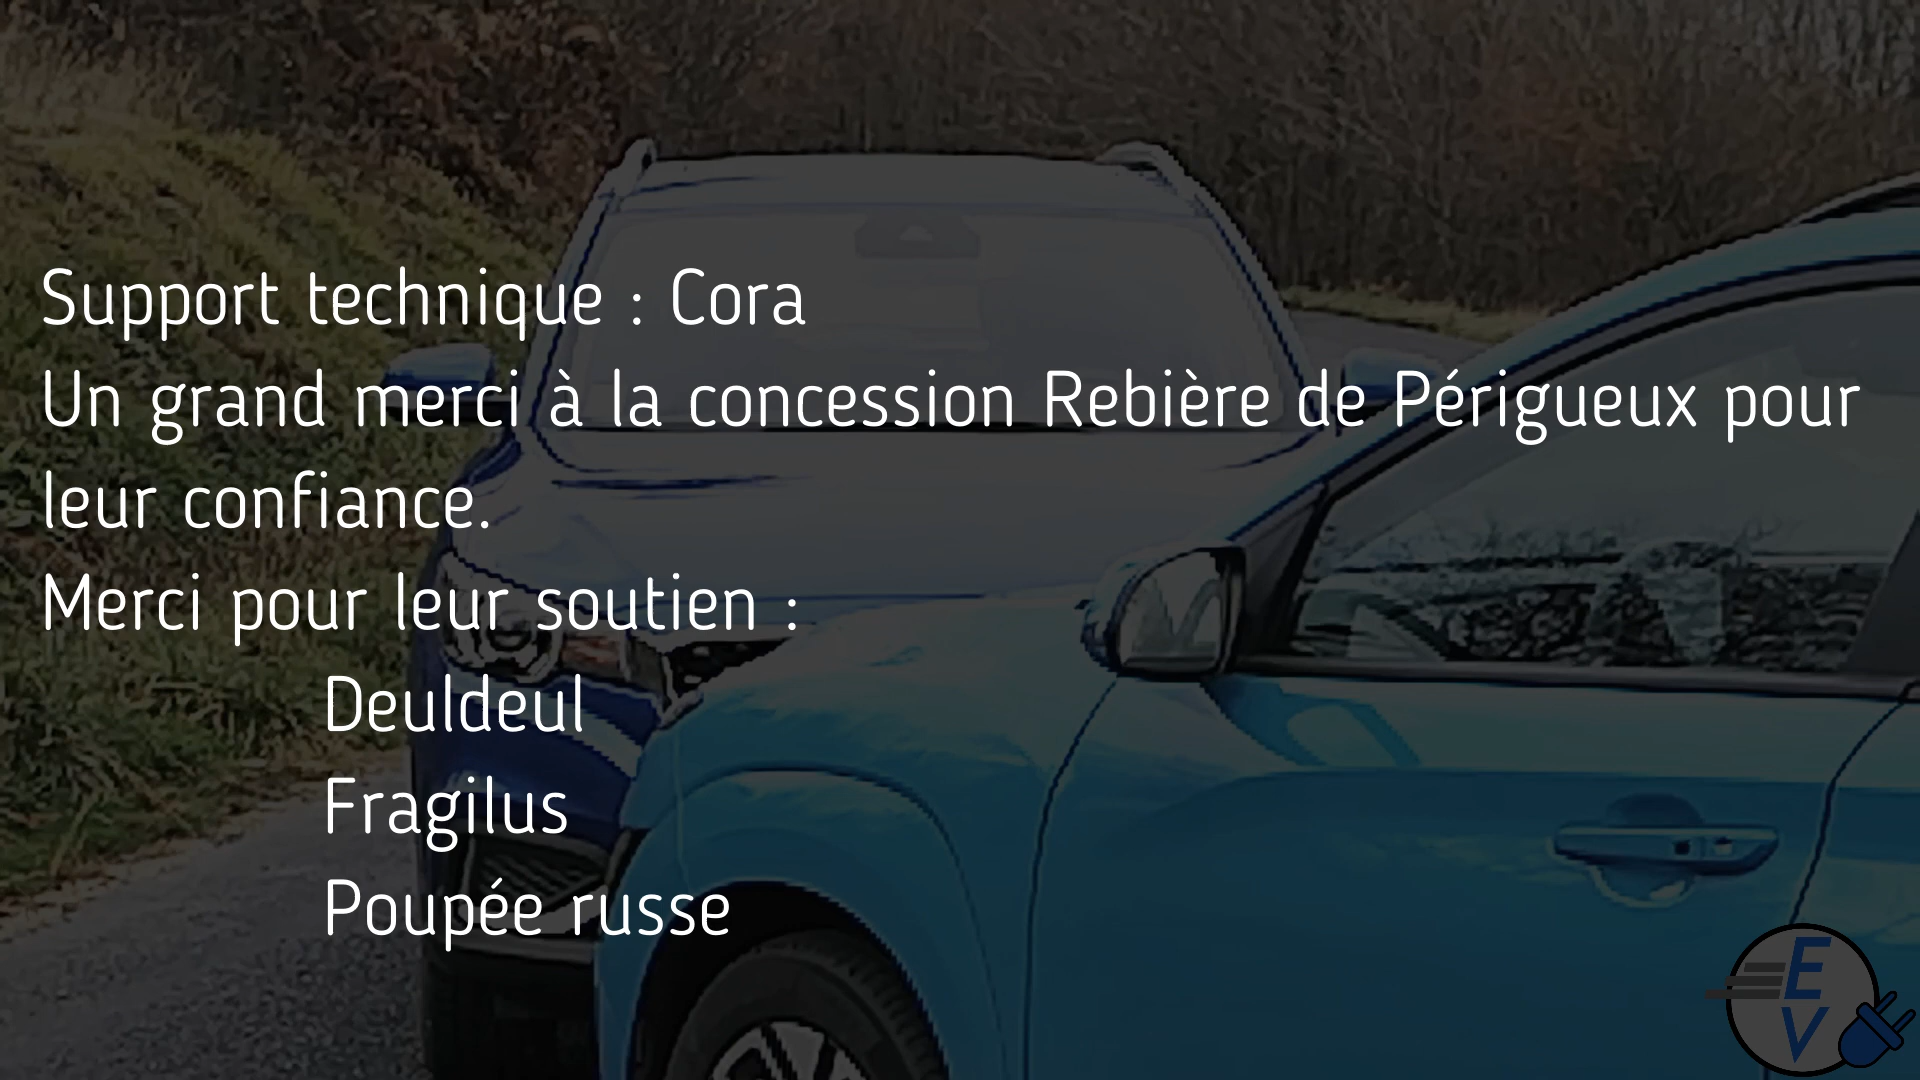 Support technique : Cora
Un grand merci à la concession Rebière de Périgueux pour
leur confiance.
Merci pour leur soutien :
Deuldeul
Fragilus
Poupée russe
E
V